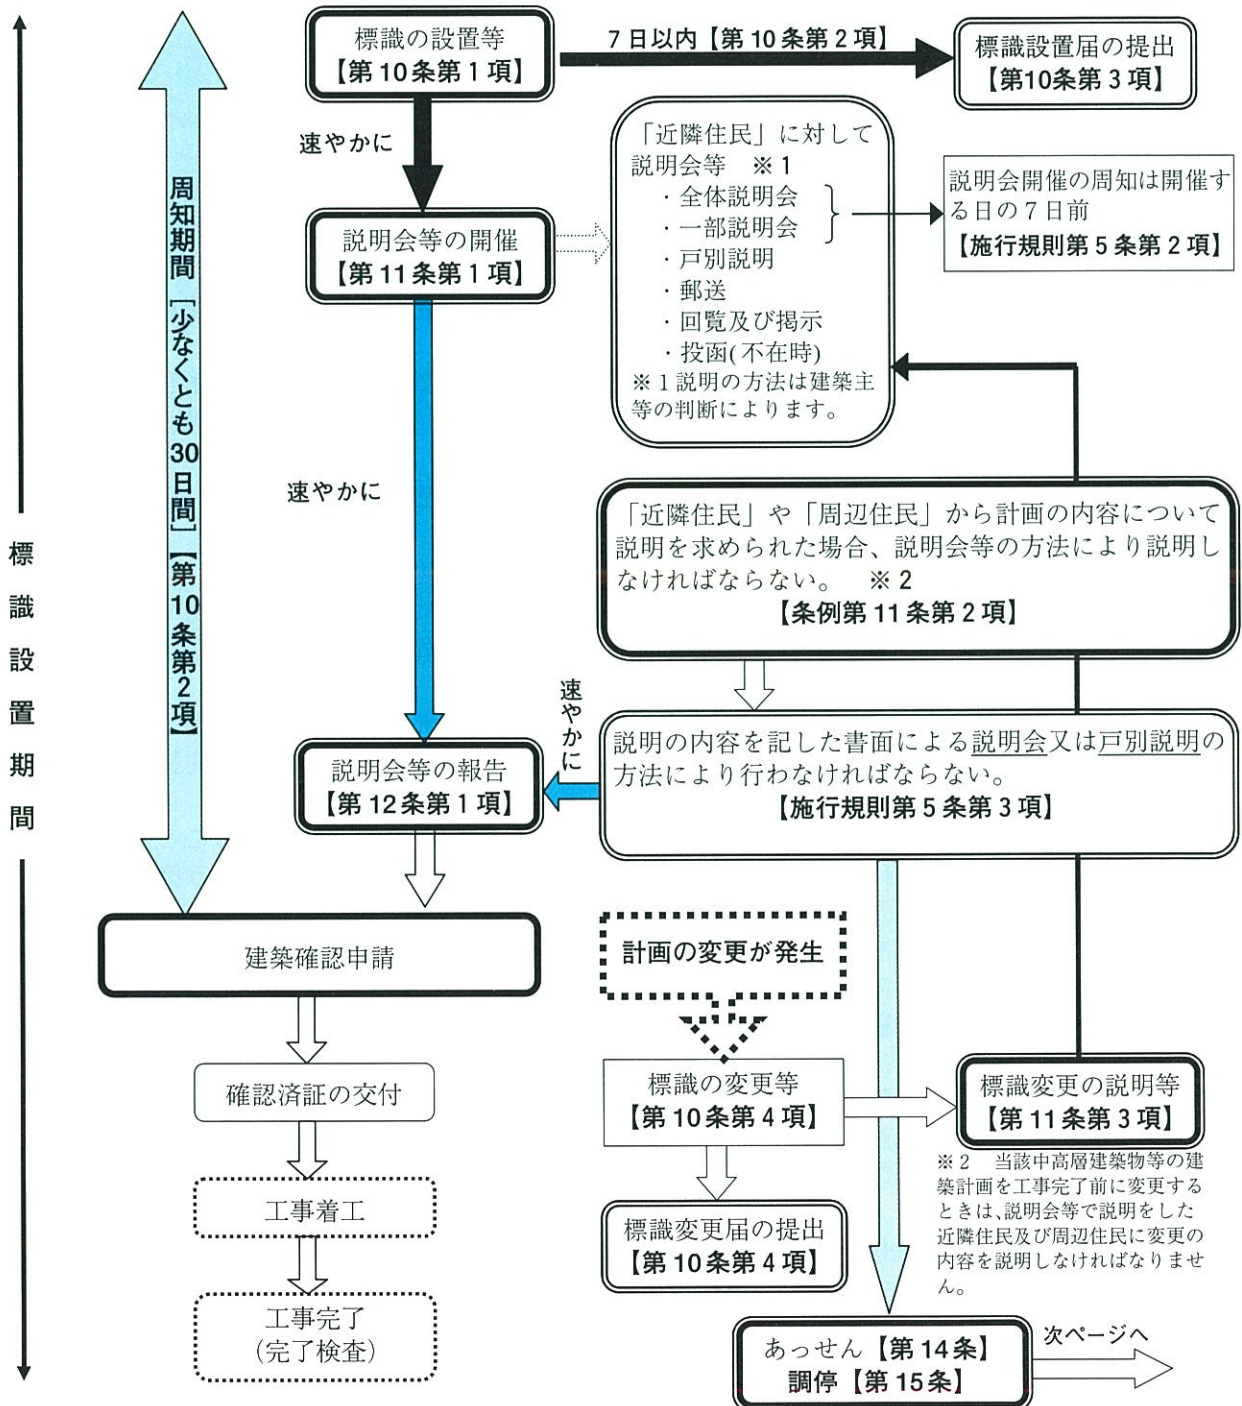 標識設置期間
周知期間［少なくとも30日間］【第10条第2項】
標識の設置等
【第10条第1項】
7日以内【第10条第2項】
標識設置届の提出
【第10条第3項】
速やかに
説明会等の開催
【第11条第1項】
「近隣住民」に対して
説明会等　※1
・全体説明会
・一部説明会
・戸別説明
・郵送
・回覧及び掲示
・投函(不在時)
※1説明の方法は建築主
等の判断によります。
説明会開催の周知は開催す
る日の7日前
【施行規則第5条第2項】
速やかに
「近隣住民」や「周辺住民」から計画の内容について
説明を求められた場合、説明会等の方法により説明し
なければならない。　※2
【条例第11条第2項】
速やかに
説明の内容を記した書面による説明会又は戸別説明の
方法により行わなければならない。
【施行規則第5条第3項】
説明会等の報告
【第12条第1項】
建築確認申請
確認済証の交付
工事着工
工事完了
(完了検査)
計画の変更が発生
標識の変更等
【第10条第4項】
標識変更届の提出
【第10条第4項】
標識変更の説明等
【第11条第3項】
※2　当該中高層建築物等の建
築計画を工事完了前に変更する
ときは、説明会等で説明をした
近隣住民及び周辺住民に変更の
内容を説明しなければなりませ
ん。
あっせん【第14条】
調停【第15条】
次ページへ